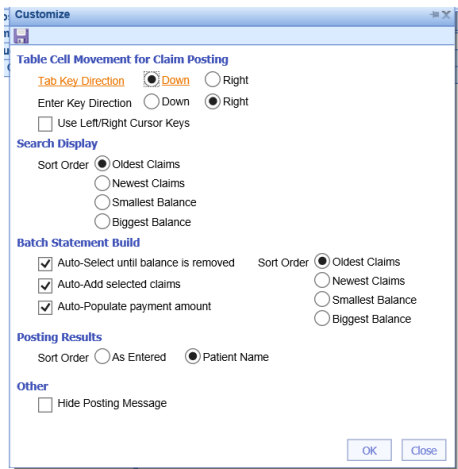 Customize
Table Cell Movement for Claim Posting
Tab Key Direction Down Right
Enter Key Direction Down Right
Use Left/Right Cursor Keys
Search Display
Sort Order Oldest Claims
Newest Claims
Smallest Balance
Biggest Balance
Batch Statement Build
Auto-Select until balance is removed Sort Order Oldest Claims
Auto-Add selected claims Newest Claims
Smallest Balance
Auto-Populate payment amount
Biggest Balance
Posting Results
Sort Order As Entered Patient Name
Other
Hide Posting Message
OK Close